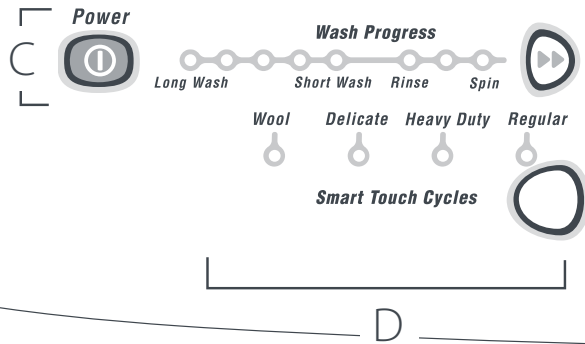 Power
Wash Progress
C
Long Wash Short Wash Rinse Spin
Wool Delicate Heavy Duty Regular
Smart Touch Cycles
D